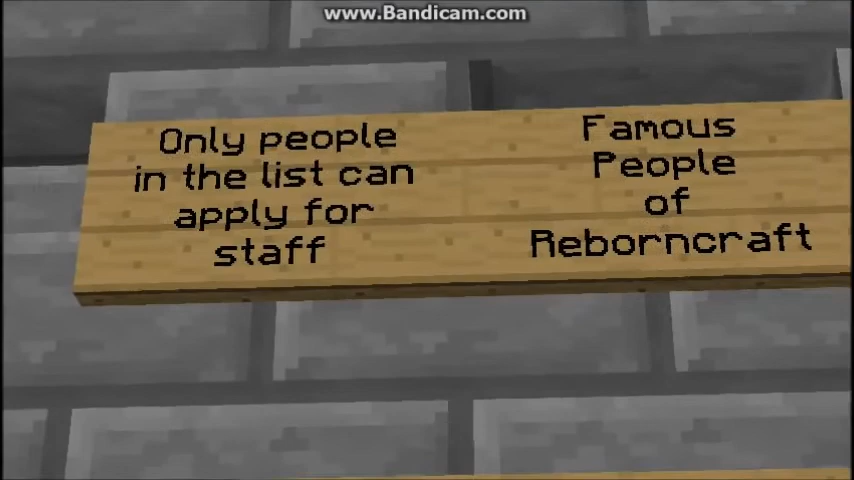 www.Bandicam.com
Only people
in the list can
apply for
staff
Famous
People
of
Reborncraft